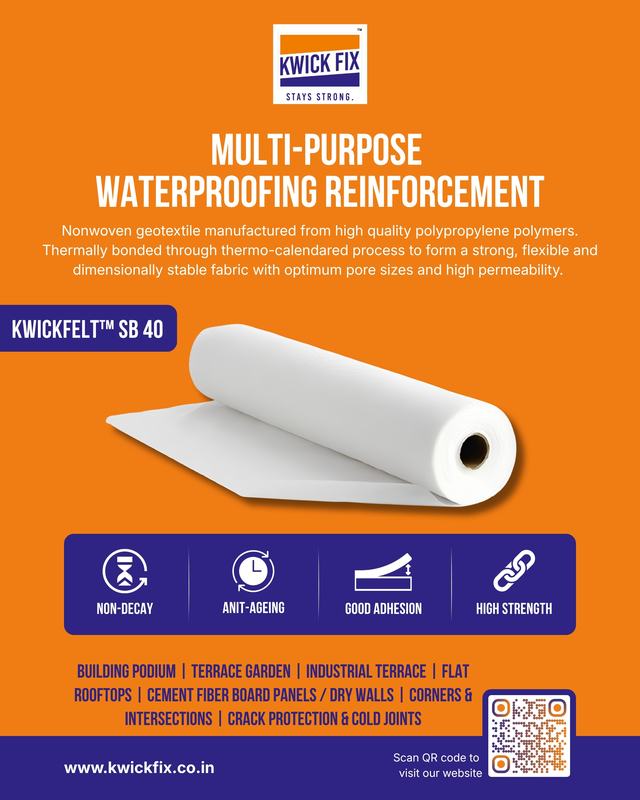 KWICK FIX
™
STAYS STRONG.
MULTI-PURPOSE
WATERPROOFING REINFORCEMENT
Nonwoven geotextile manufactured from high quality polypropylene polymers.
Thermally bonded through thermo-calendared process to form a strong, flexible and
dimensionally stable fabric with optimum pore sizes and high permeability.
KWICKFELT™ SB 40
NON-DECAY
ANIT-AGEING
GOOD ADHESION
HIGH STRENGTH
BUILDING PODIUM | TERRACE GARDEN | INDUSTRIAL TERRACE | FLAT
ROOFTOPS | CEMENT FIBER BOARD PANELS / DRY WALLS | CORNERS &
INTERSECTIONS | CRACK PROTECTION & COLD JOINTS
www.kwickfix.co.in
Scan QR code to
visit our website